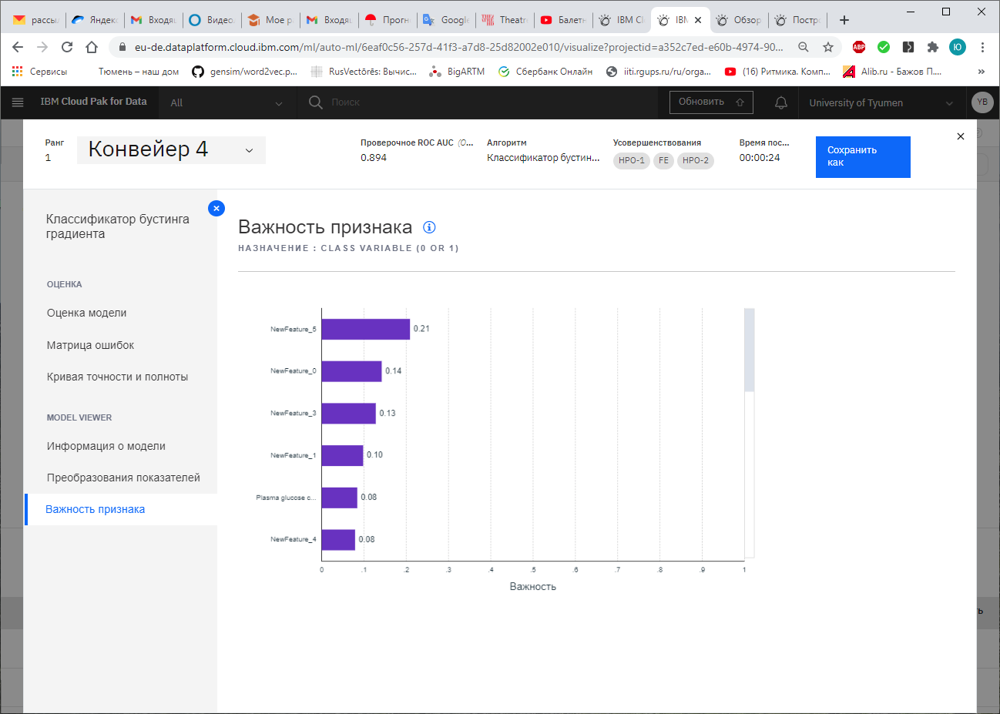 рассы
Яндекс
Входящ
Видео
Мое р
Входящ
Прогн
Google
Theatre
Балетн
IBM Cl
IBM
Обзор
Постр
eu-de.dataplatform.cloud.ibm.com/ml/auto-ml/6eaf0c56-257d-41f3-a7d8-25d82002e010/visualize?projectid=a352c7ed-e60b-4974-90...
ABP
Ю
Сервисы
Тюмень – наш дом
gensim/word2vec.p...
RusVectōrēs: Вычис...
BigARTM
Сбербанк Онлайн
iiti.rgups.ru/ru/orga...
(16) Ритмика. Комп...
Alib.ru - Бажов П....
»
IBM Cloud Pak for Data
All
Поиск
Обновить
University of Tyumen
YB
Ранг
1
Конвейер 4
Проверочное ROC AUC (О...
0.894
Алгоритм
Классификатор бустин...
Усовершенствования
HPO-1 FE HPO-2
Время пос...
00:00:24
Сохранить
как
Классификатор бустинга
градиента
ОЦЕНКА
Оценка модели
Матрица ошибок
Кривая точности и полноты
MODEL VIEWER
Информация о модели
Преобразования показателей
Важность признака
Важность признака
НАЗНАЧЕНИЕ : CLASS VARIABLE (0 OR 1)
NewFeature_5 0.21
NewFeature_0 0.14
NewFeature_3 0.13
NewFeature_1 0.10
Plasma glucose c... 0.08
NewFeature_4 0.08
0 .1 .2 .3 .4 .5 .6 .7 .8 .9 1
Важность